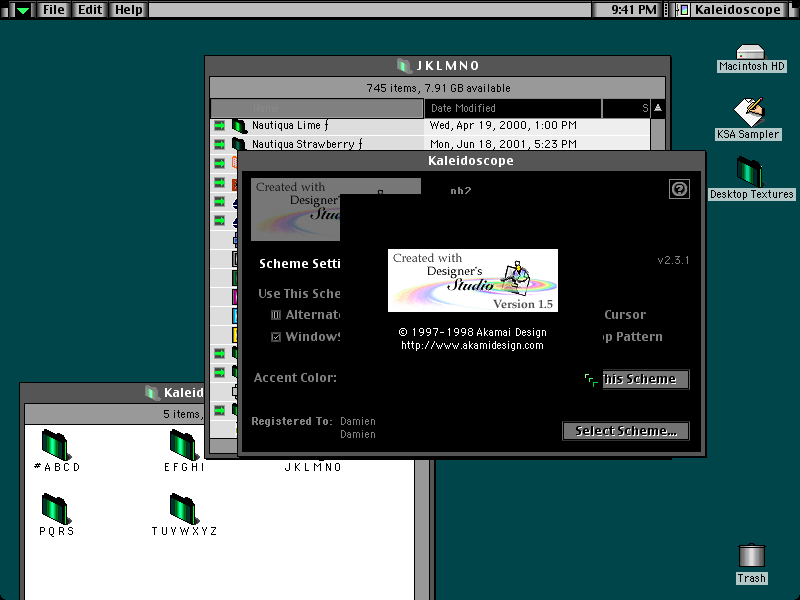 File Edit Help 9:41 PM Kaleidoscope
JKLMNO
745 items, 7.91 GB available
Name Date Modified S
Nautiqua Lime ƒ Wed, Apr 19, 2000, 1:00 PM
Nautiqua Strawberry ƒ Mon, Jun 18, 2001, 5:23 PM
Kaleidoscope
Created with
Designer's
Stu
nb2
Created with
Designer's
Studio
Version 1.5
© 1997-1998 Akamai Design
http://www.akamidesign.com
v2.3.1
Scheme Setti
Use This Sche
Alternat
Cursor
Window
op Pattern
Accent Color:
his Scheme
Registered To: Damien
Damien
Select Scheme...
Kaleid
5 items,
#ABCD
EFGHI
JKLMNO
PQRS
TUVWXYZ
Macintosh HD
KSA Sampler
Desktop Textures
Trash